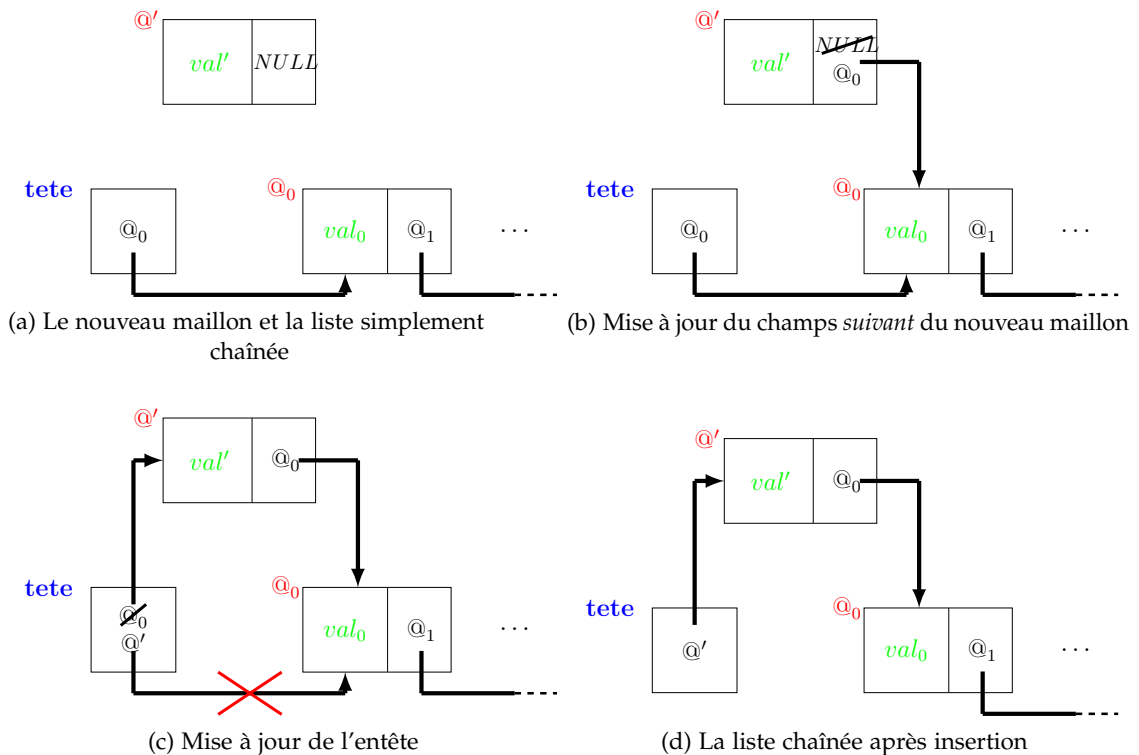 @′
val′ NULL
tete
@0
@0
val0 @1 ...
(a) Le nouveau maillon et la liste simplement
chaînée
@′
val′ NULL
@0
tete
@0
@0
val0 @1 ...
(b) Mise à jour du champs suivant du nouveau maillon
@′
val′ @0
tete
@0
@′
@0
val0 @1 ...
(c) Mise à jour de l'entête
@′
val′ @0
tete
@′
@0
val0 @1 ...
(d) La liste chaînée après insertion